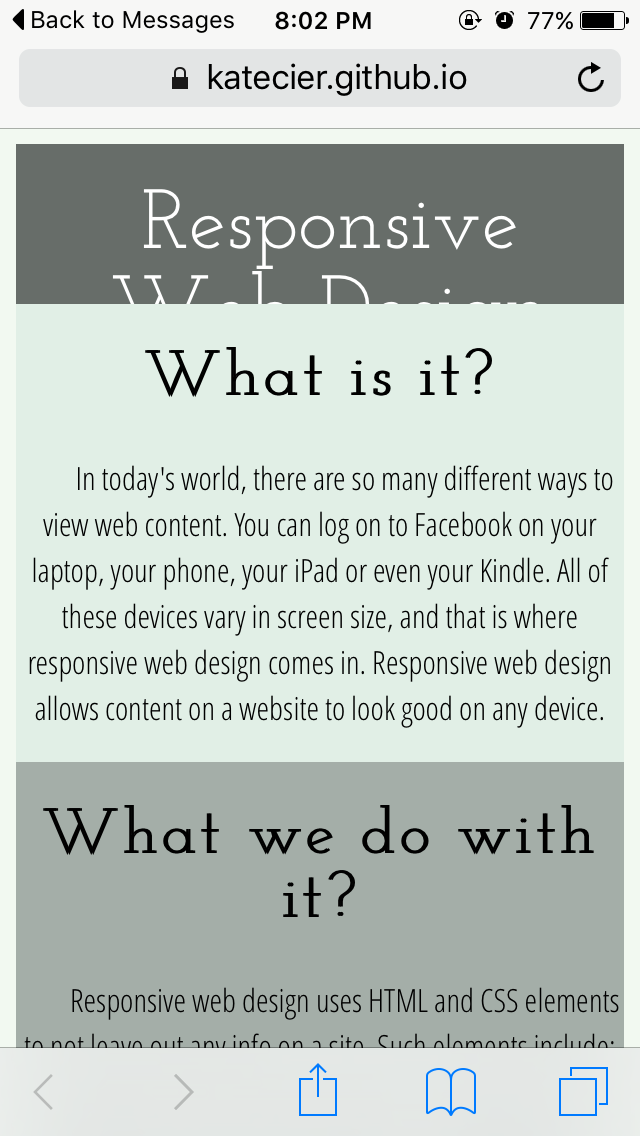 Back to Messages 8:02 PM 77%
katecier.github.io
Responsive
Web Design
What is it?
In today's world, there are so many different ways to
view web content. You can log on to Facebook on your
laptop, your phone, your iPad or even your Kindle. All of
these devices vary in screen size, and that is where
responsive web design comes in. Responsive web design
allows content on a website to look good on any device.
What we do with
it?
Responsive web design uses HTML and CSS elements
to not leave out any info on a site. Such elements include: